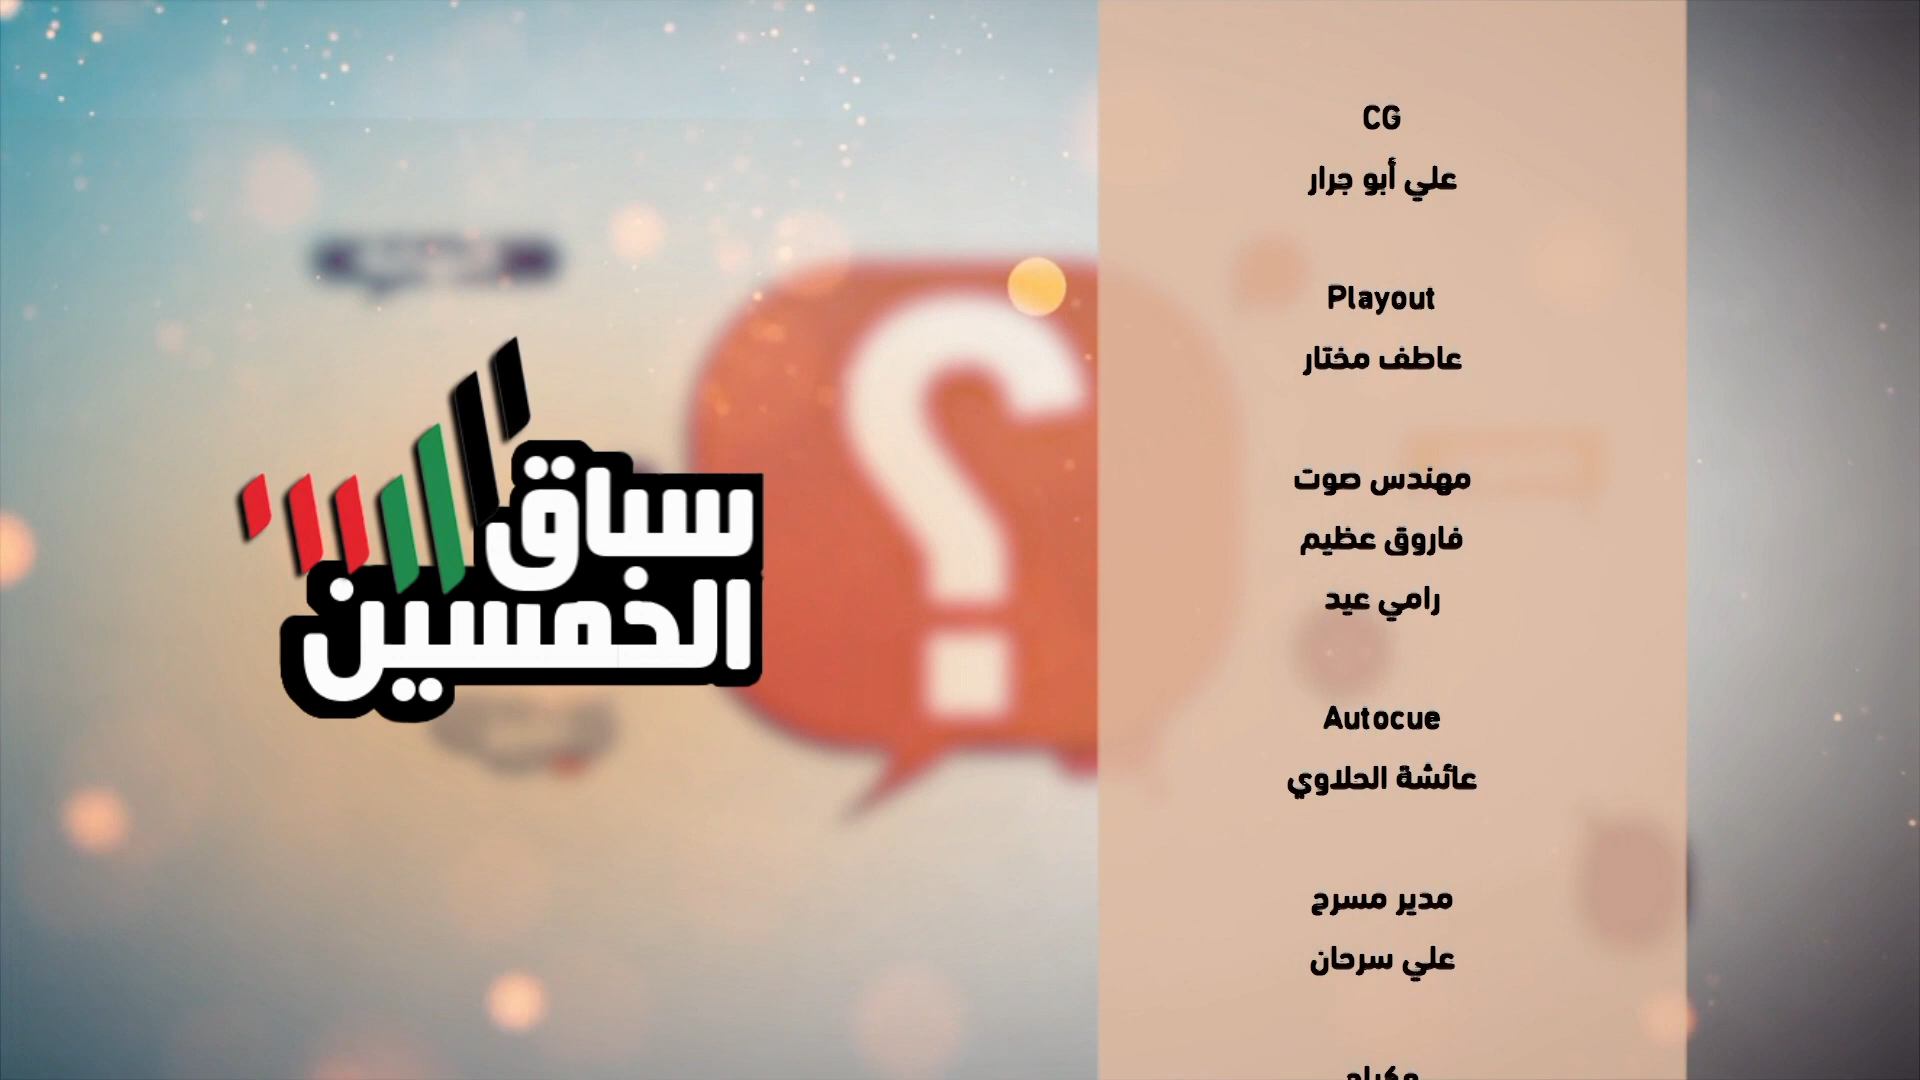 سباق
الخمسين
CG
علي أبو جرار
Playout
عاطف مختار
مهندس صوت
فاروق عظيم
رامي عيد
Autocue
عائشة الحلاوي
مدير مسرح
علي سرحان